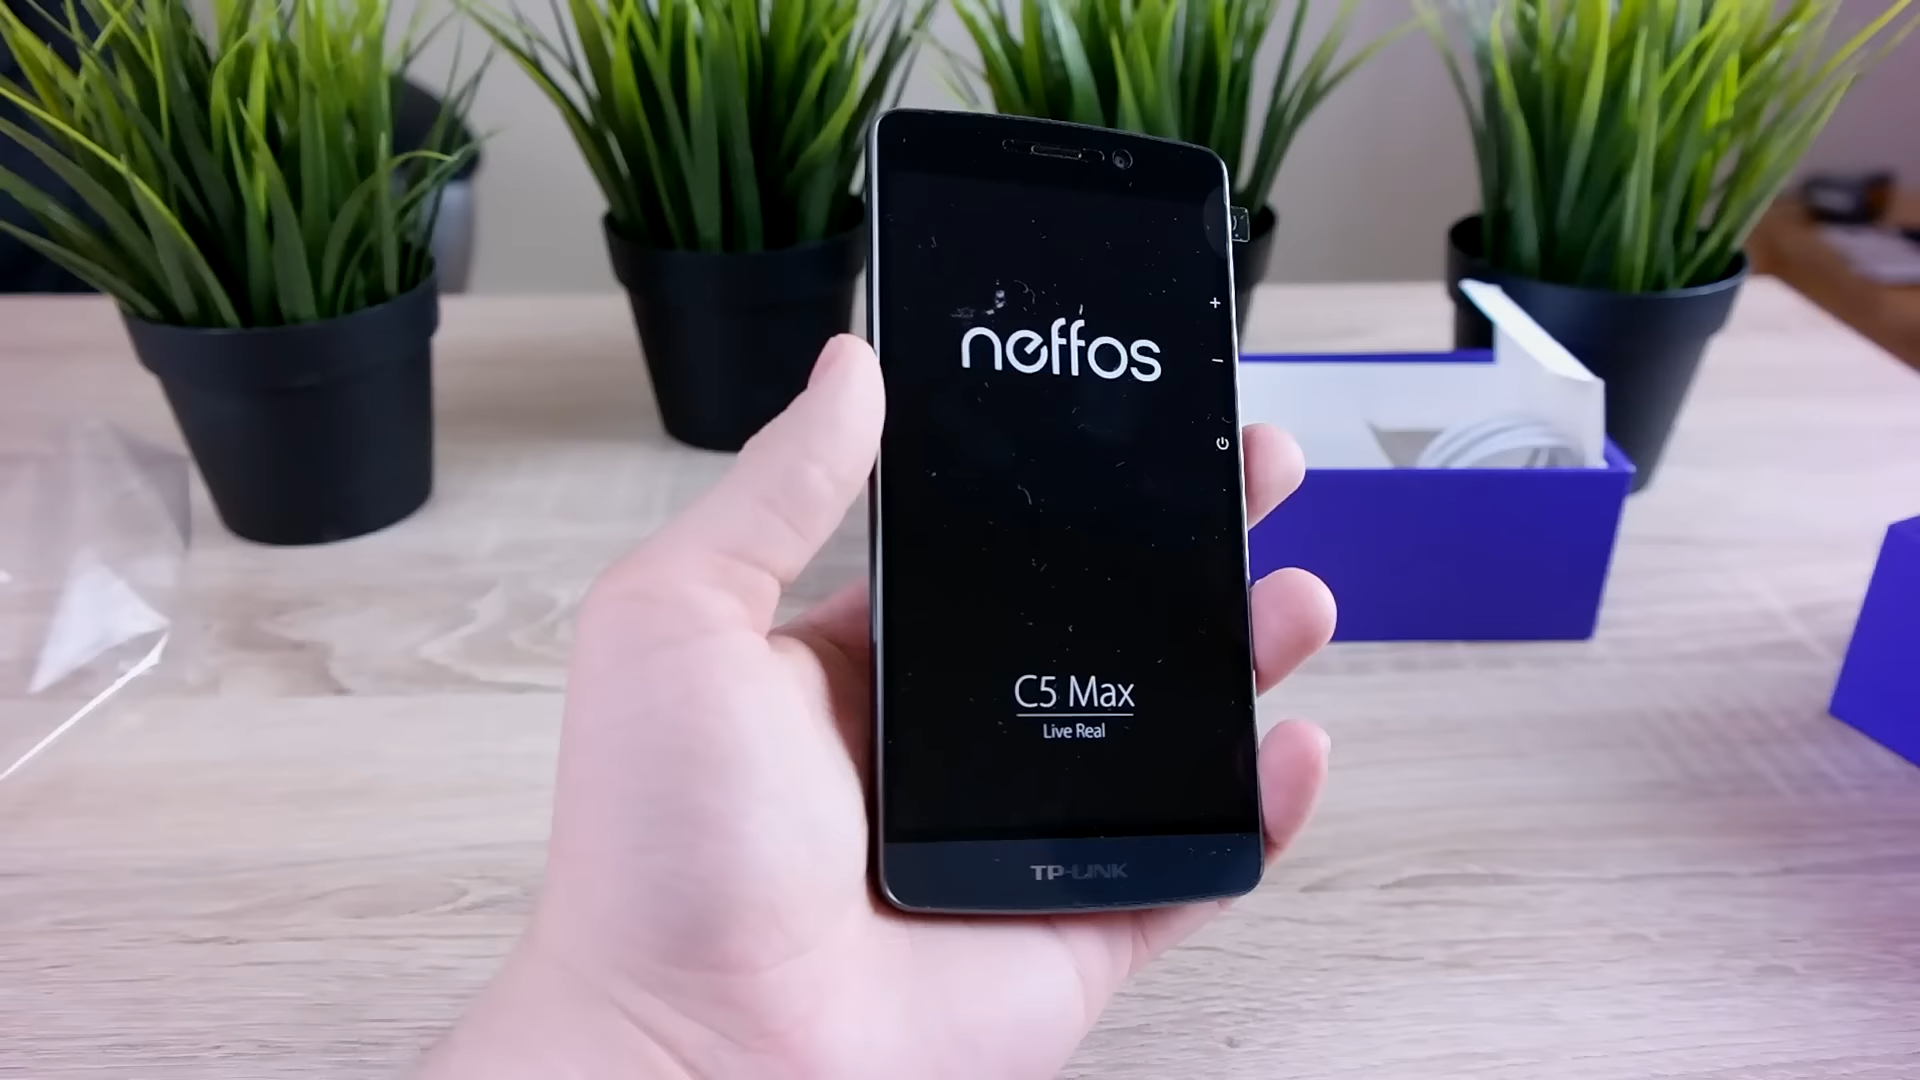 neffos
+
-
C5 Max
Live Real
TP-LINK